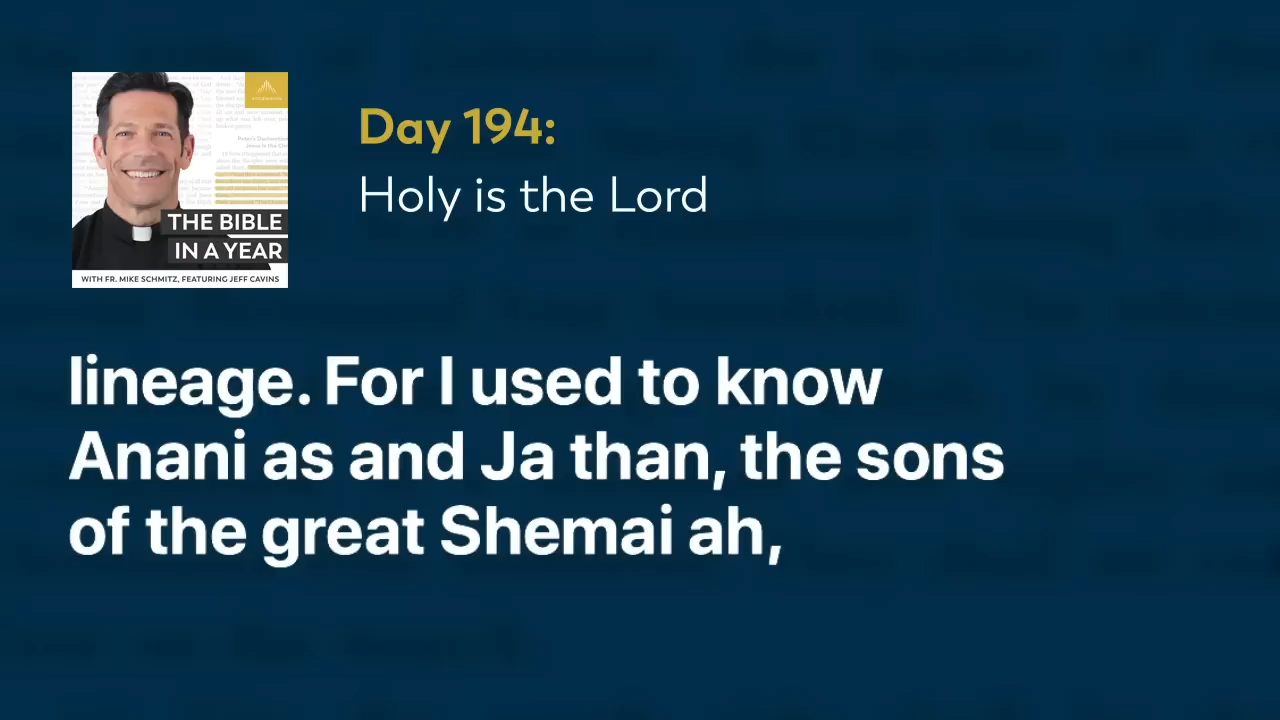 Day 194:
Holy is the Lord
THE BIBLE
IN A YEAR
WITH FR. MIKE SCHMITZ, FEATURING JEFF CAVINS
lineage. For I used to know
Anani as and Ja than, the sons
of the great Shemai ah,